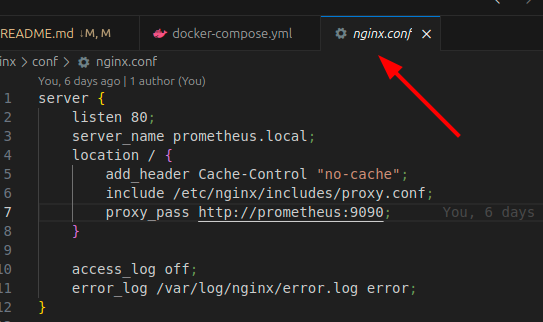 README.md ↓M, M docker-compose.yml nginx.conf
inx > conf > nginx.conf
You, 6 days ago | 1 author (You)
1 server {
2 listen 80;
3 server_name prometheus.local;
4 location / {
5 add_header Cache-Control "no-cache";
6 include /etc/nginx/includes/proxy.conf;
7 proxy_pass http://prometheus:9090; You, 6 days
8 }
9
10 access_log off;
11 error_log /var/log/nginx/error.log error;
12 }